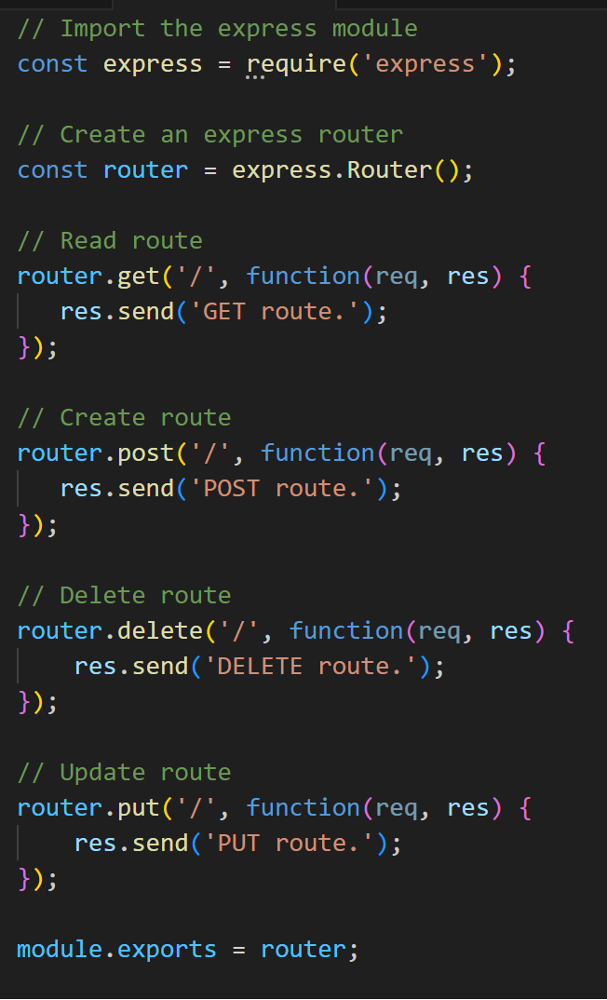 // Import the express module
const express = require('express');
// Create an express router
const router = express.Router();
// Read route
router.get('/', function(req, res) {
res.send('GET route.');
});
// Create route
router.post('/', function(req, res) {
res.send('POST route.');
});
// Delete route
router.delete('/', function(req, res) {
res.send('DELETE route.');
});
// Update route
router.put('/', function(req, res) {
res.send('PUT route.');
});
module.exports = router;